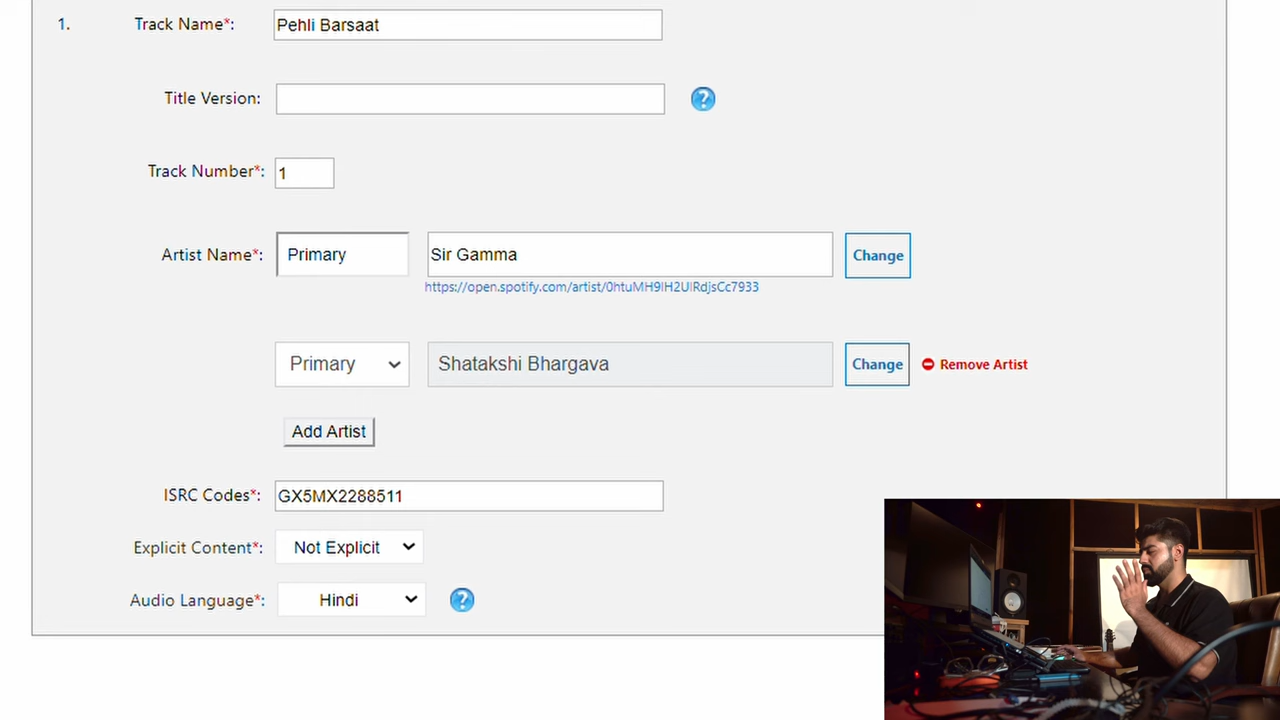 1. Track Name*: Pehli Barsaat
Title Version: ?
Track Number*: 1
Artist Name*: Primary Sir Gamma Change
https://open.spotify.com/artist/0htuMH9lH2UlRdjsCc7933
Primary Shatakshi Bhargava Change Remove Artist
Add Artist
ISRC Codes*: GX5MX2288511
Explicit Content*: Not Explicit
Audio Language*: Hindi ?